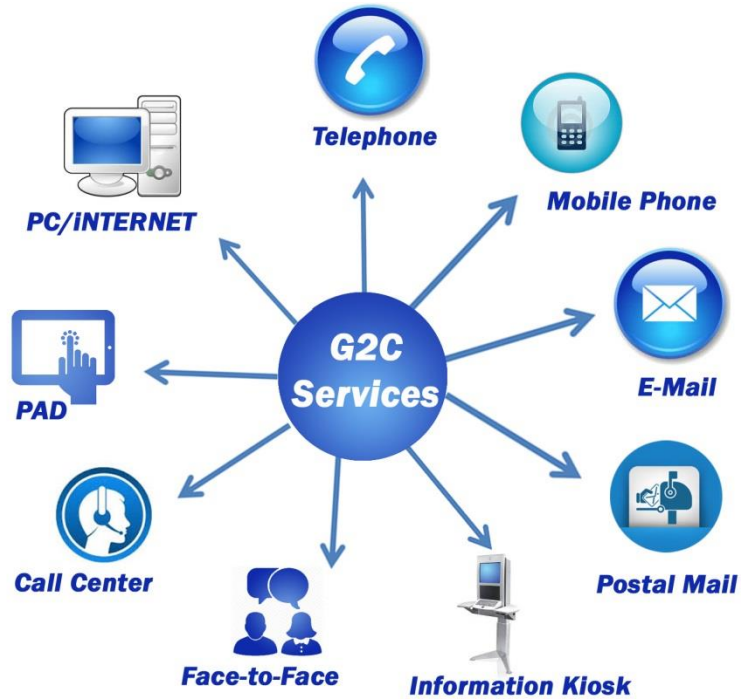 Telephone
Mobile Phone
PC/iNTERNET
G2C
Services
E-Mail
PAD
Call Center
Postal Mail
Face-to-Face
Information Kiosk